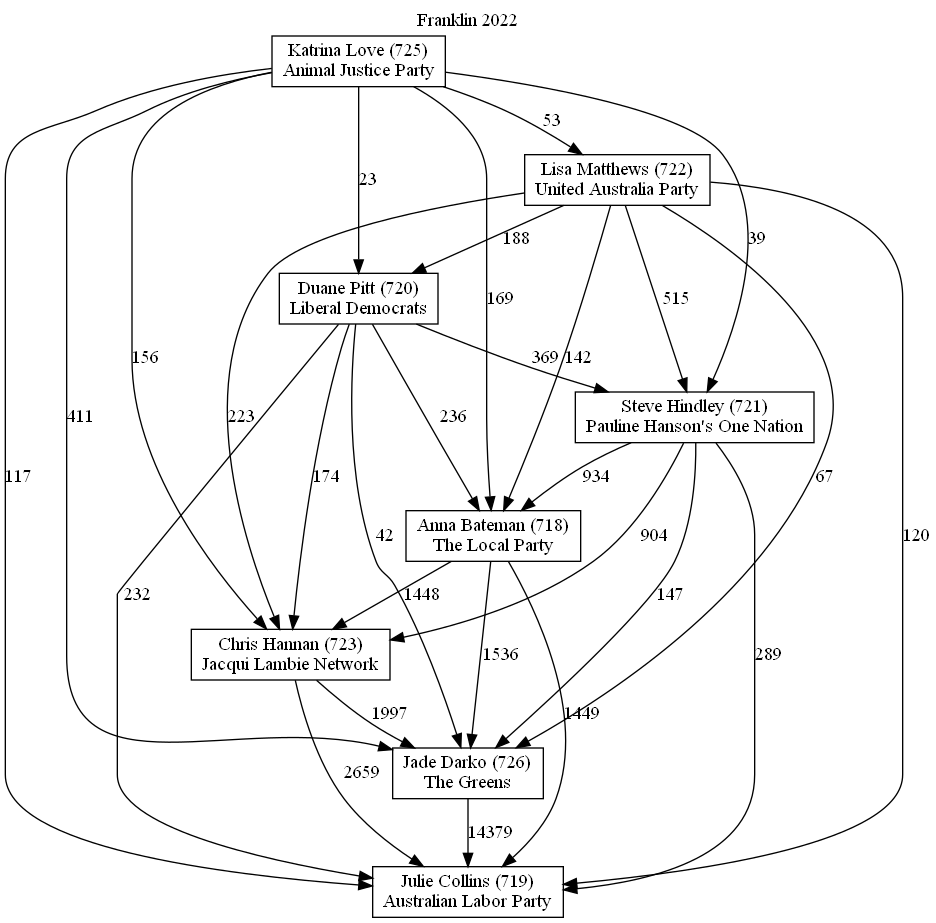 Franklin 2022
Katrina Love (725)
Animal Justice Party
53
Lisa Matthews (722)
United Australia Party
23
39
188
Duane Pitt (720)
Liberal Democrats
169
515
156
369
142
411
223
236
Steve Hindley (721)
Pauline Hanson's One Nation
117
174
934
67
Anna Bateman (718)
The Local Party
42
904
120
232
1448
147
Chris Hannan (723)
Jacqui Lambie Network
1536
289
1997
1449
2659
Jade Darko (726)
The Greens
14379
Julie Collins (719)
Australian Labor Party